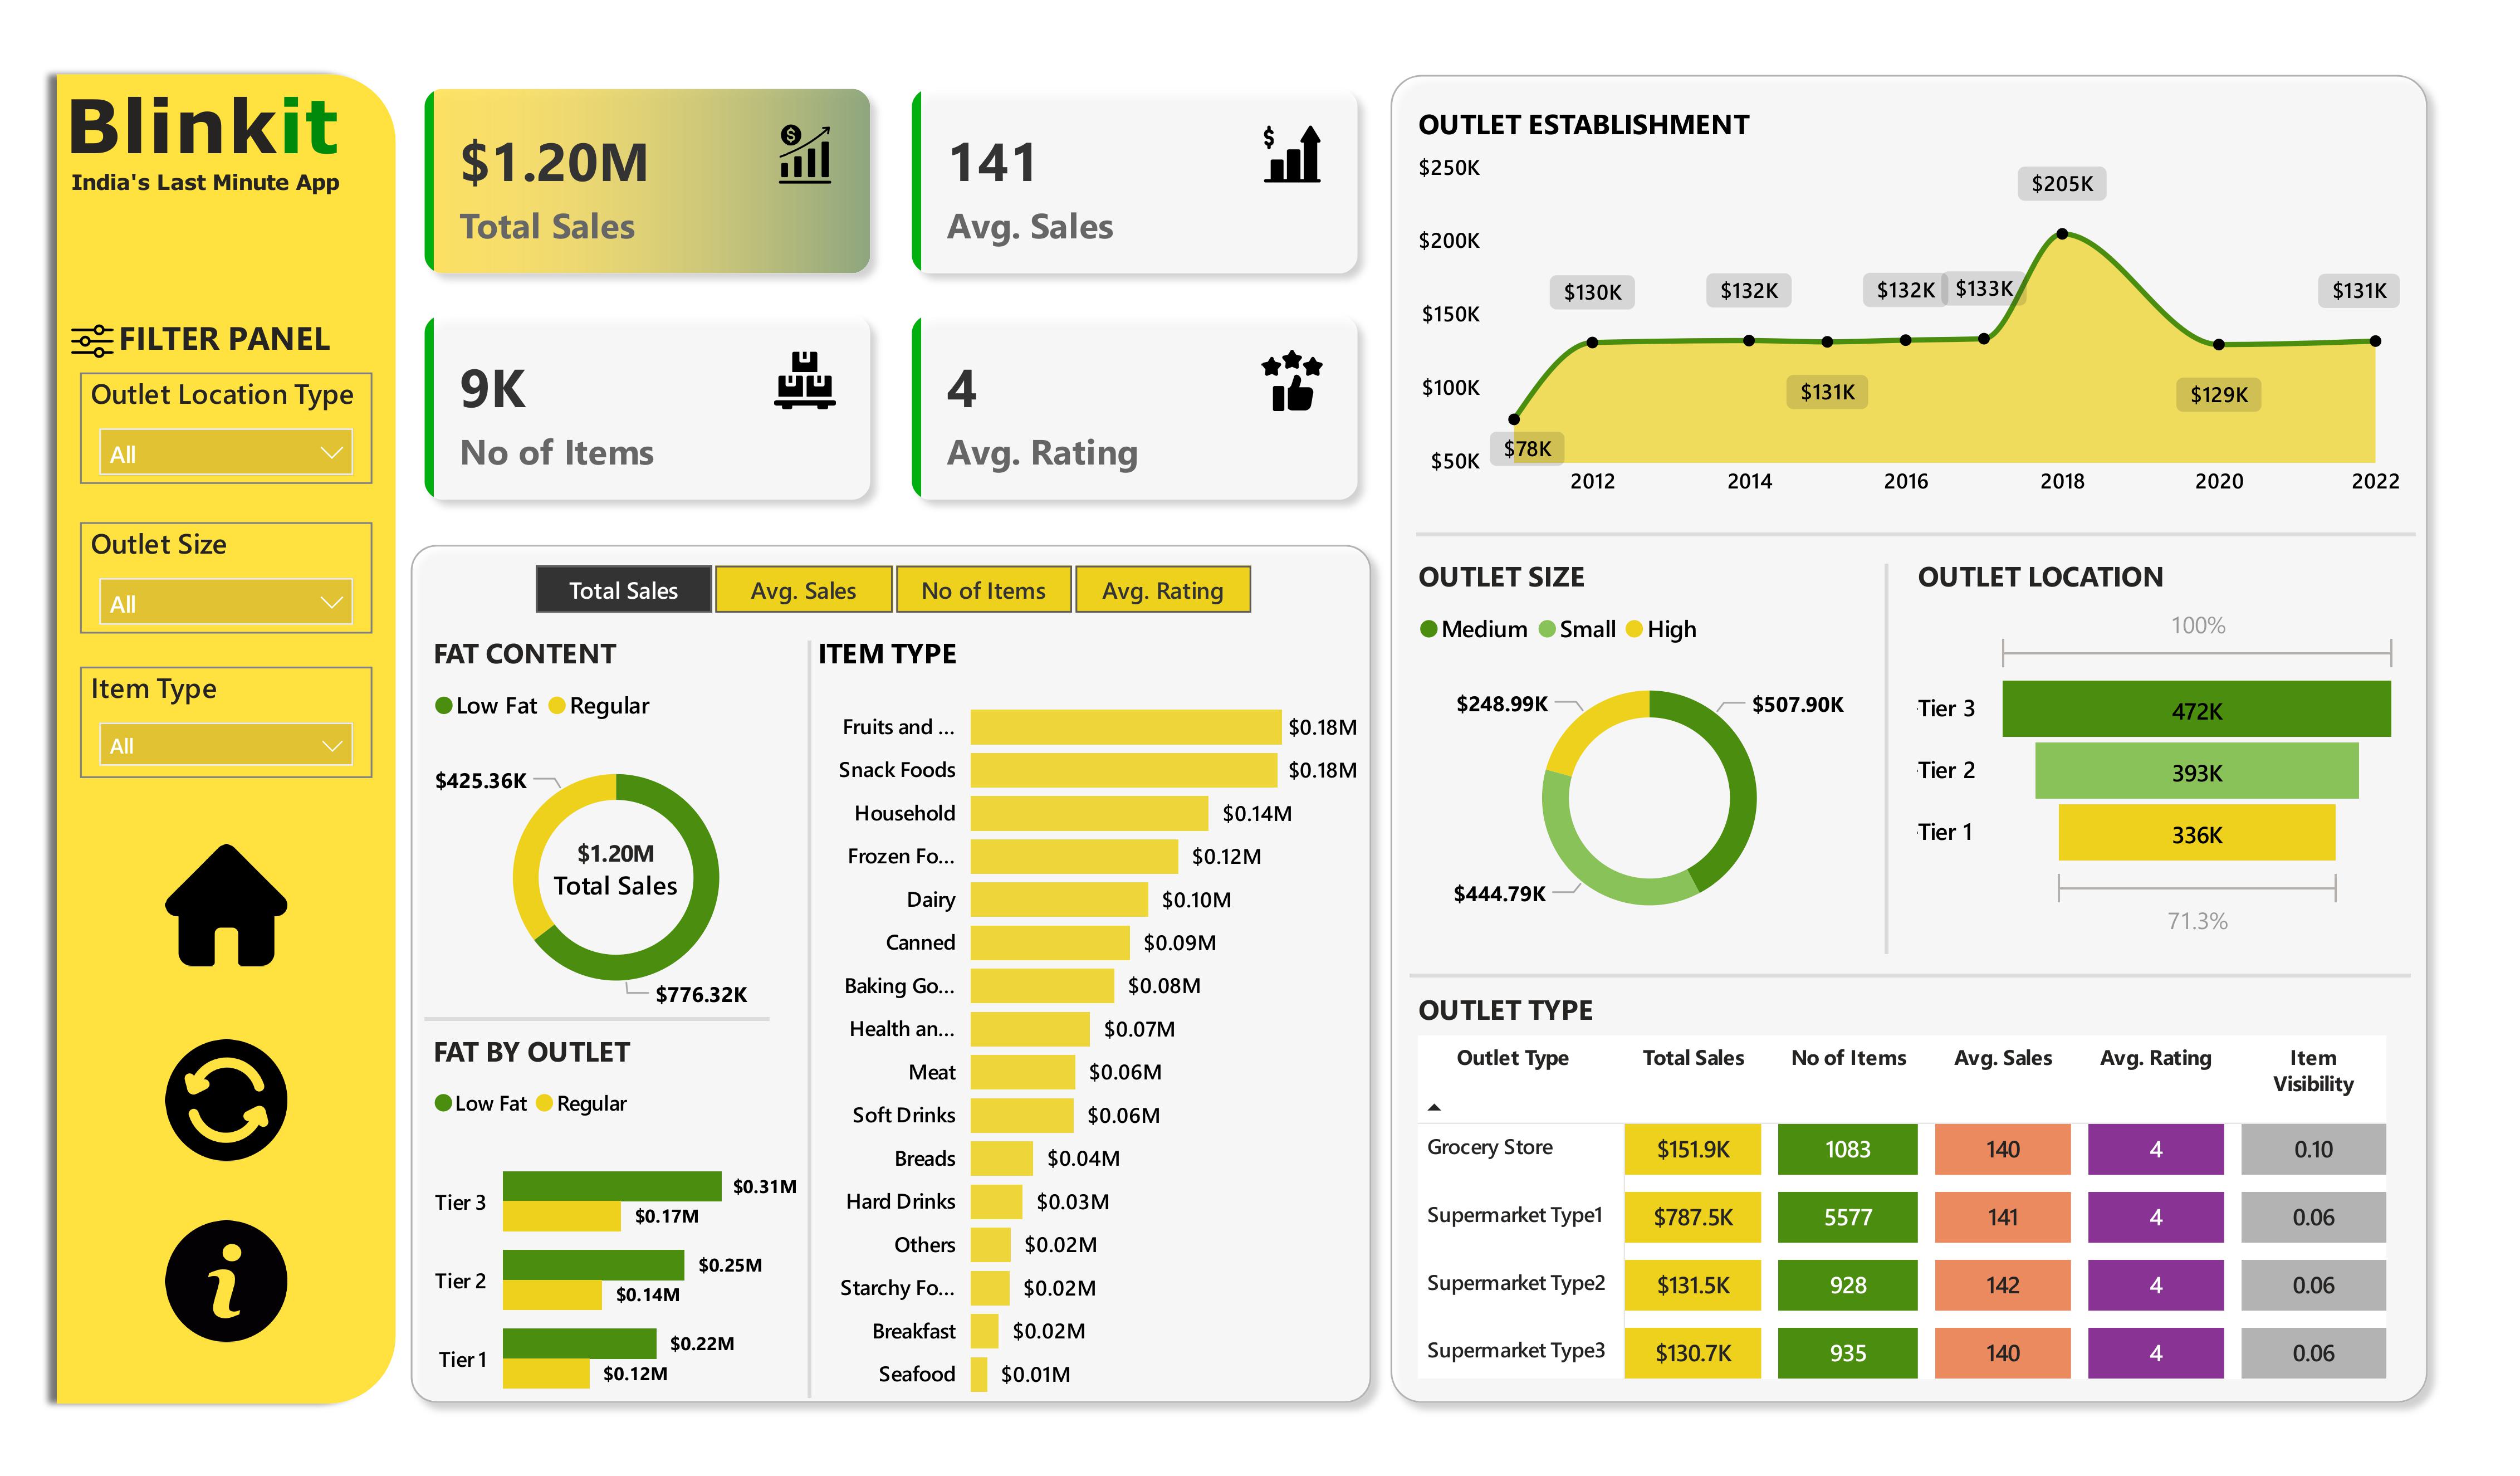 Blinkit
India's Last Minute App
FILTER PANEL
Outlet Location Type
All
Outlet Size
All
Item Type
All
$1.20M
Total Sales
141
Avg. Sales
9K
No of Items
4
Avg. Rating
Total Sales
Avg. Sales
No of Items
Avg. Rating
FAT CONTENT
Low Fat Regular
$425.36K
$1.20M
Total Sales
$776.32K
FAT BY OUTLET
Low Fat Regular
Tier 3
$0.31M
$0.17M
Tier 2
$0.25M
$0.14M
Tier 1
$0.22M
$0.12M
ITEM TYPE
Fruits and ... $0.18M
Snack Foods $0.18M
Household $0.14M
Frozen Fo... $0.12M
Dairy $0.10M
Canned $0.09M
Baking Go... $0.08M
Health an... $0.07M
Meat $0.06M
Soft Drinks $0.06M
Breads $0.04M
Hard Drinks $0.03M
Others $0.02M
Starchy Fo... $0.02M
Breakfast $0.02M
Seafood $0.01M
OUTLET ESTABLISHMENT
$250K
$200K
$150K
$100K
$50K
$78K
$130K
$132K
$131K
$132K
$133K
$205K
$129K
$131K
2012 2014 2016 2018 2020 2022
OUTLET SIZE
Medium Small High
$248.99K
$507.90K
$444.79K
OUTLET LOCATION
100%
Tier 3 472K
Tier 2 393K
Tier 1 336K
71.3%
OUTLET TYPE
Outlet Type Total Sales No of Items Avg. Sales Avg. Rating Item
Visibility
Grocery Store $151.9K 1083 140 4 0.10
Supermarket Type1 $787.5K 5577 141 4 0.06
Supermarket Type2 $131.5K 928 142 4 0.06
Supermarket Type3 $130.7K 935 140 4 0.06